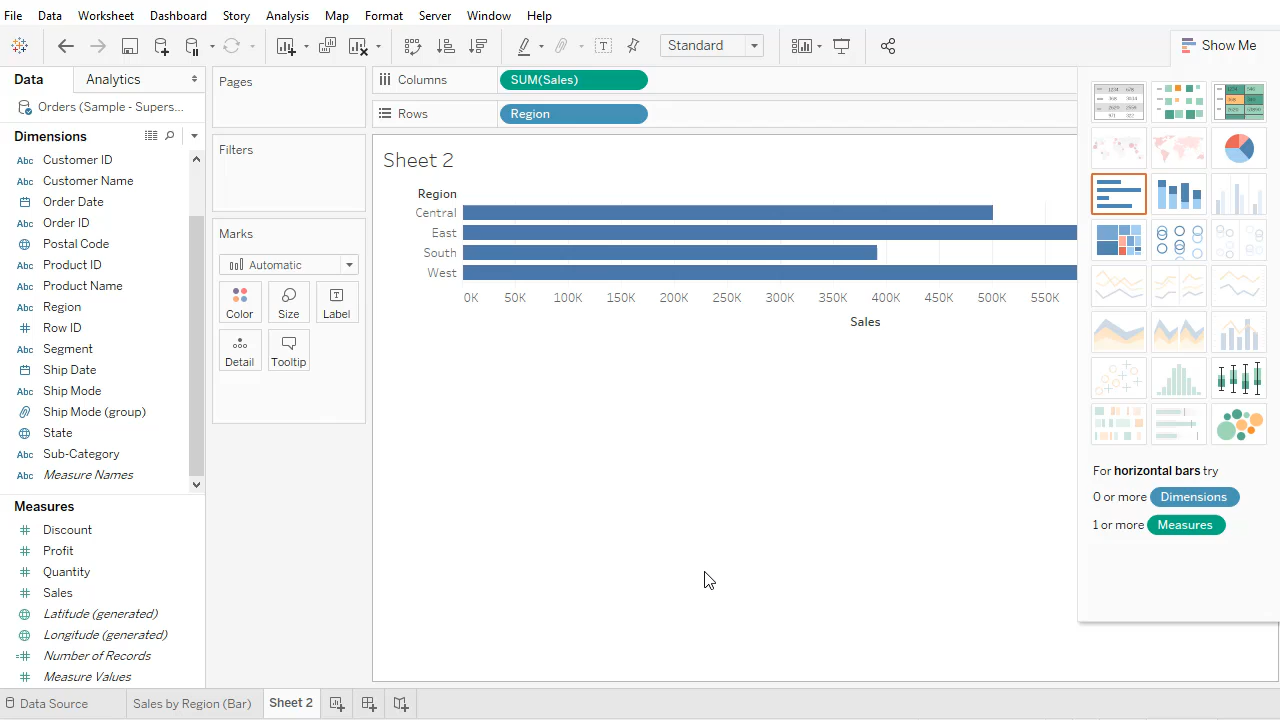 File Data Worksheet Dashboard Story Analysis Map Format Server Window Help
Standard
Show Me
Data Analytics
Orders (Sample - Supers...
Dimensions
Customer ID
Customer Name
Order Date
Order ID
Postal Code
Product ID
Product Name
Region
Row ID
Segment
Ship Date
Ship Mode
Ship Mode (group)
State
Sub-Category
Measure Names
Measures
Discount
Profit
Quantity
Sales
Latitude (generated)
Longitude (generated)
Number of Records
Measure Values
Pages
Filters
Marks
Automatic
Color Size Label
Detail Tooltip
Columns SUM(Sales)
Rows Region
Sheet 2
Region
Central
East
South
West
0K 50K 100K 150K 200K 250K 300K 350K 400K 450K 500K 550K
Sales
For horizontal bars try
0 or more Dimensions
1 or more Measures
Data Source Sales by Region (Bar) Sheet 2